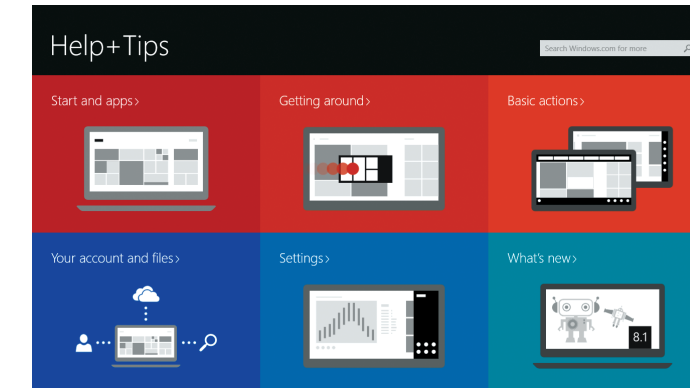 Help+Tips
Search Windows.com for more
Start and apps›
Getting around›
Basic actions›
Your account and files›
Settings›
What's new›
8.1